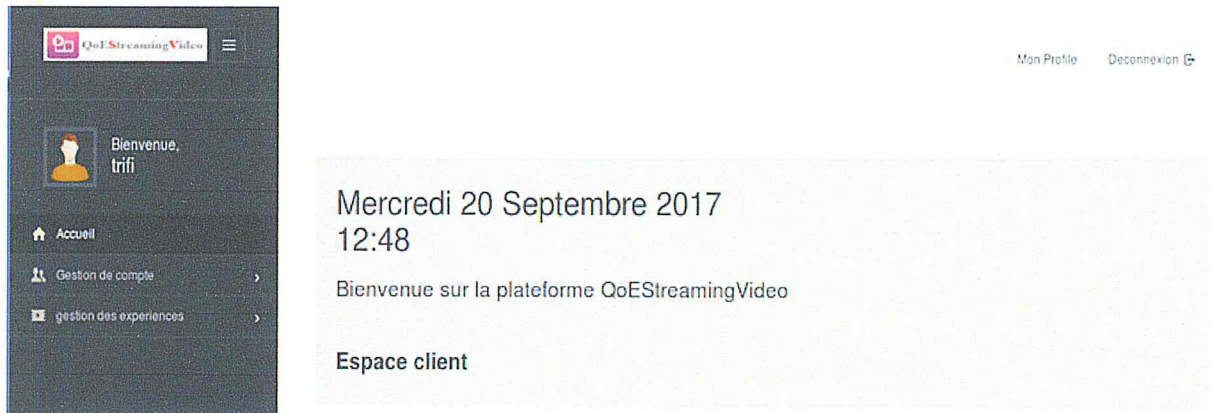 QoEStreamingVideo
Mon Profile Deconnexion
Bienvenue,
trifi
Mercredi 20 Septembre 2017
12:48
Accueil
Gestion de compte
Bienvenue sur la plateforme QoEStreamingVideo
gestion des experiences
Espace client